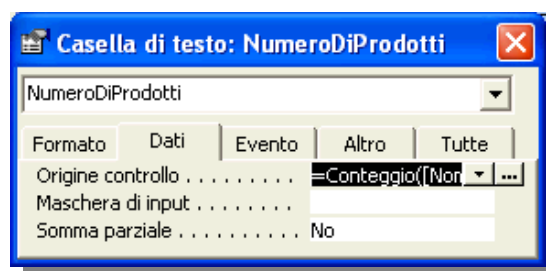 Casella di testo: NumeroDiProdotti
NumeroDiProdotti
Formato Dati Evento Altro Tutte
Origine controllo . . . . . . . . . =Conteggio([Non ...
Maschera di input . . . . . . . .
Somma parziale . . . . . . . . . . No